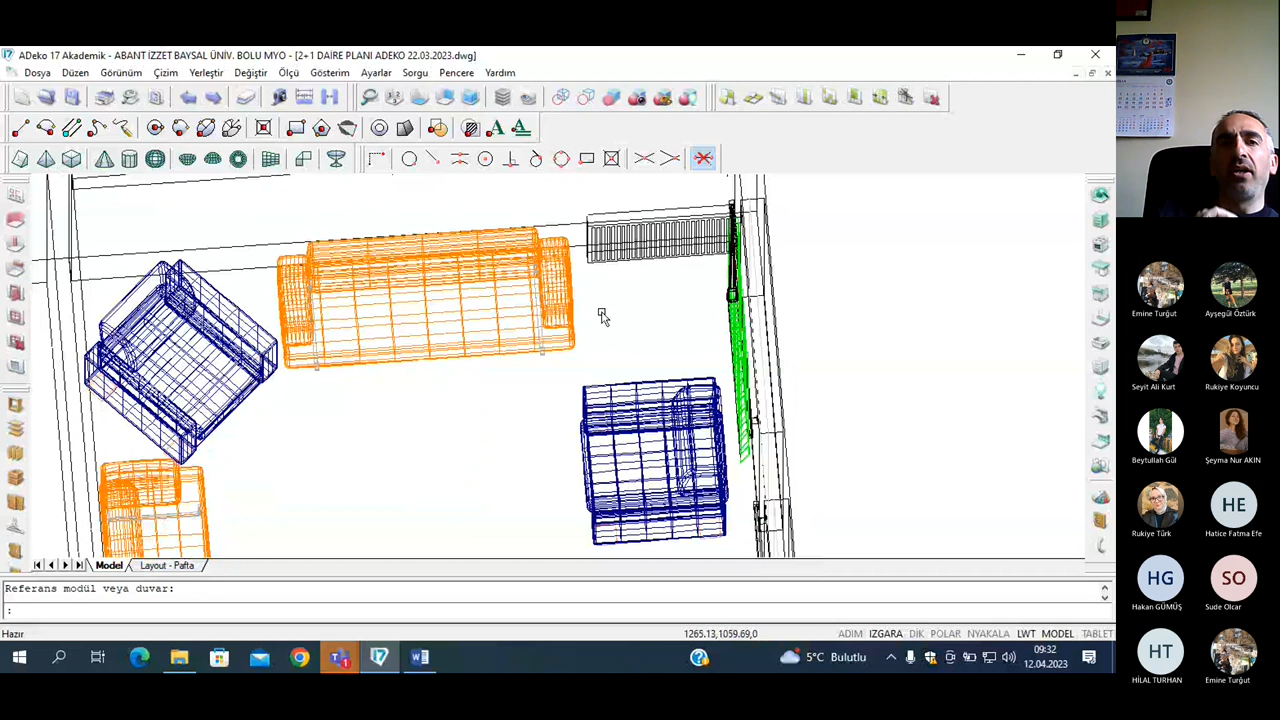 ADeko 17 Akademik - ABANT İZZET BAYSAL ÜNİV. BOLU MYO - [2+1 DAİRE PLANI ADEKO 22.03.2023.dwg]
Dosya Düzen Görünüm Çizim Yerleştir Değiştir Ölçü Gösterim Ayarlar Sorgu Pencere Yardım
Emine Turğut
Ayşegül Öztürk
Seyit Ali Kurt
Rukiye Koyuncu
Beytullah Gül
Şeyma Nur AKIN
Rukiye Türk
HE
Hatice Fatma Efe
HG
Hakan GÜMÜŞ
SO
Sude Olcar
HT
HİLAL TURHAN
Emine Turğut
Model Layout - Pafta
Referans modül veya duvar:
:
Hazır
1265.13,1059.69,0
ADIM IZGARA DİK POLAR NYAKALA LWT MODEL TABLET
5°C Bulutlu
09:32
12.04.2023